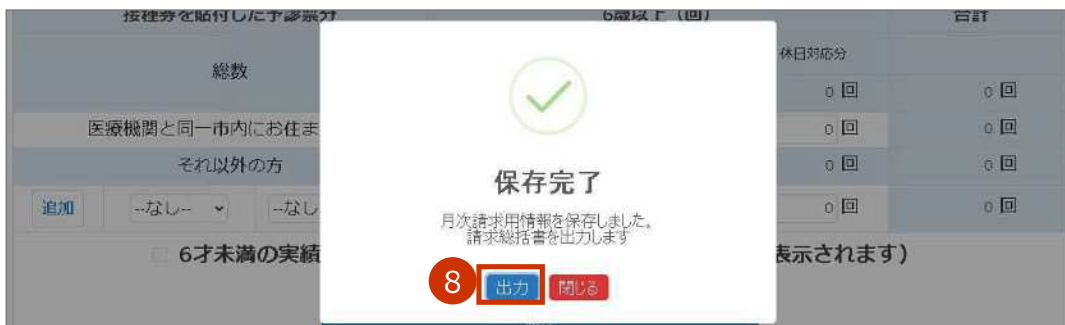 接種券を貼付した予診票分 6歳以上（回） 合計
総数 休日対応分
0 回 0 回
医療機関と同一市内にお住ま 0 回 0 回
それ以外の方 0 回 0 回
追加 --なし-- --なし 0 回 0 回
6才未満の実績 表示されます）
保存完了
月次請求用情報を保存しました。
請求総括書を出力します
8 出力 閉じる